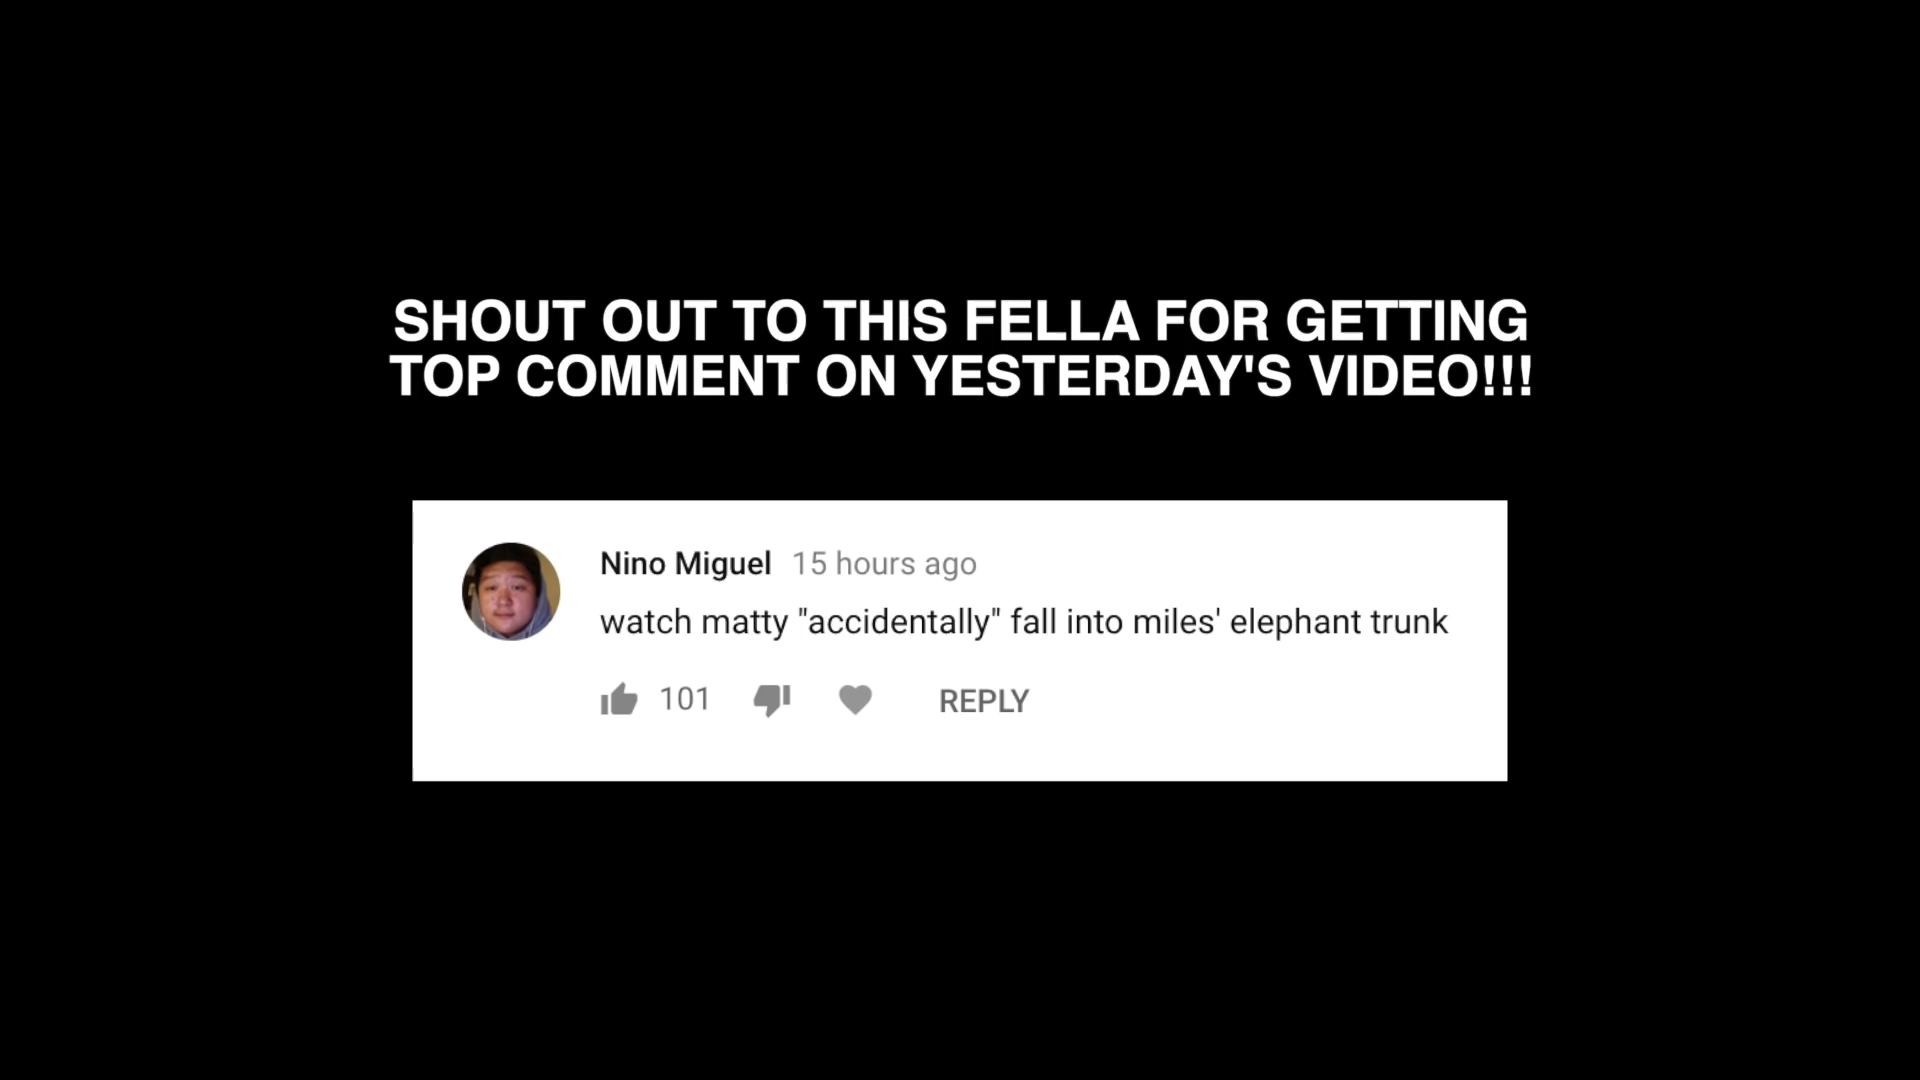 SHOUT OUT TO THIS FELLA FOR GETTING
TOP COMMENT ON YESTERDAY'S VIDEO!!!
Nino Miguel 15 hours ago
watch matty "accidentally" fall into miles' elephant trunk
101 REPLY